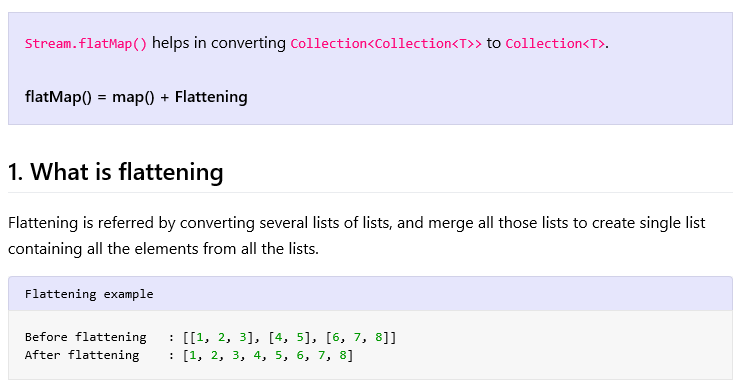 Stream.flatMap() helps in converting Collection<Collection<T>> to Collection<T>.
flatMap() = map() + Flattening
1. What is flattening
Flattening is referred by converting several lists of lists, and merge all those lists to create single list
containing all the elements from all the lists.
Flattening example
Before flattening   : [[1, 2, 3], [4, 5], [6, 7, 8]]
After flattening    : [1, 2, 3, 4, 5, 6, 7, 8]